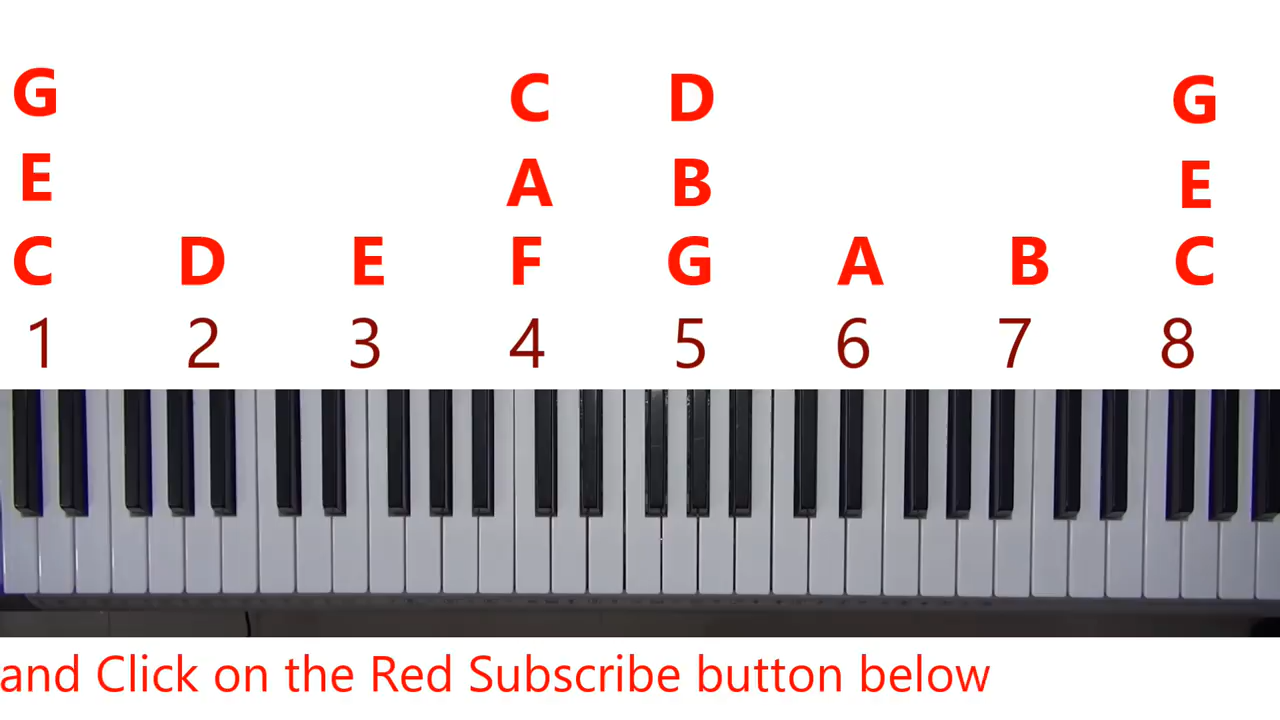 G C D G
E A B E
C D E F G A B C
1 2 3 4 5 6 7 8
and Click on the Red Subscribe button below